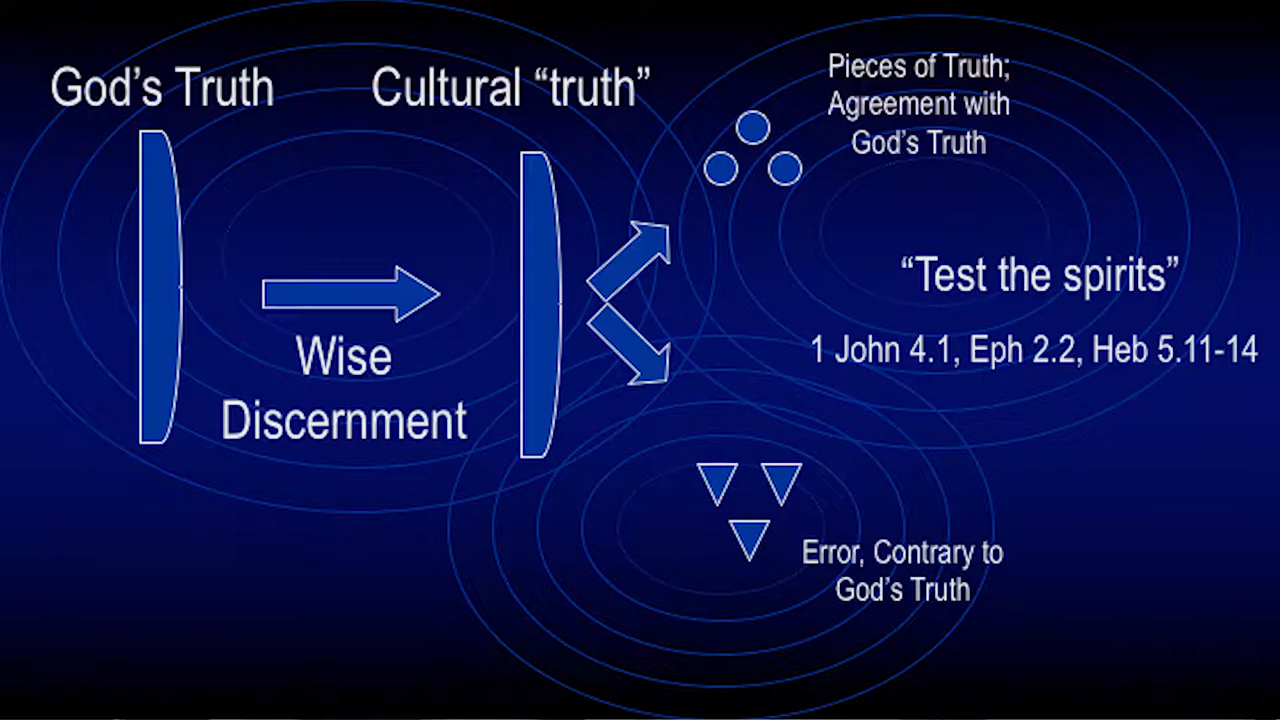 God’s Truth
Cultural “truth”
Pieces of Truth;
Agreement with
God’s Truth
“Test the spirits”
1 John 4.1, Eph 2.2, Heb 5.11-14
Wise
Discernment
Error, Contrary to
God’s Truth